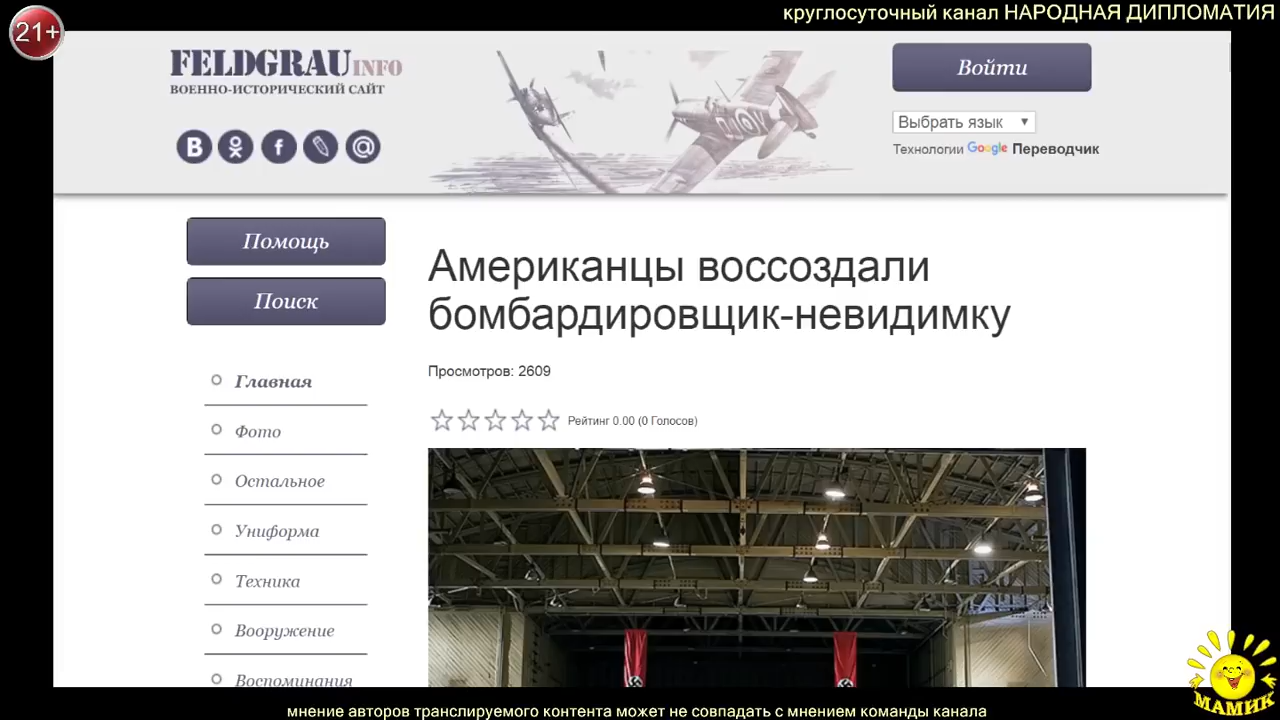 круглосуточный канал НАРОДНАЯ ДИПЛОМАТИЯ
21+
FELDGRAU INFO
ВОЕННО-ИСТОРИЧЕСКИЙ САЙТ
Войти
Выбрать язык
Технологии Google Переводчик
Помощь
Поиск
Главная
Фото
Остальное
Униформа
Техника
Вооружение
Воспоминания
Американцы воссоздали
бомбардировщик-невидимку
Просмотров: 2609
Рейтинг 0.00 (0 Голосов)
МАМИК
мнение авторов транслируемого контента может не совпадать с мнением команды канала